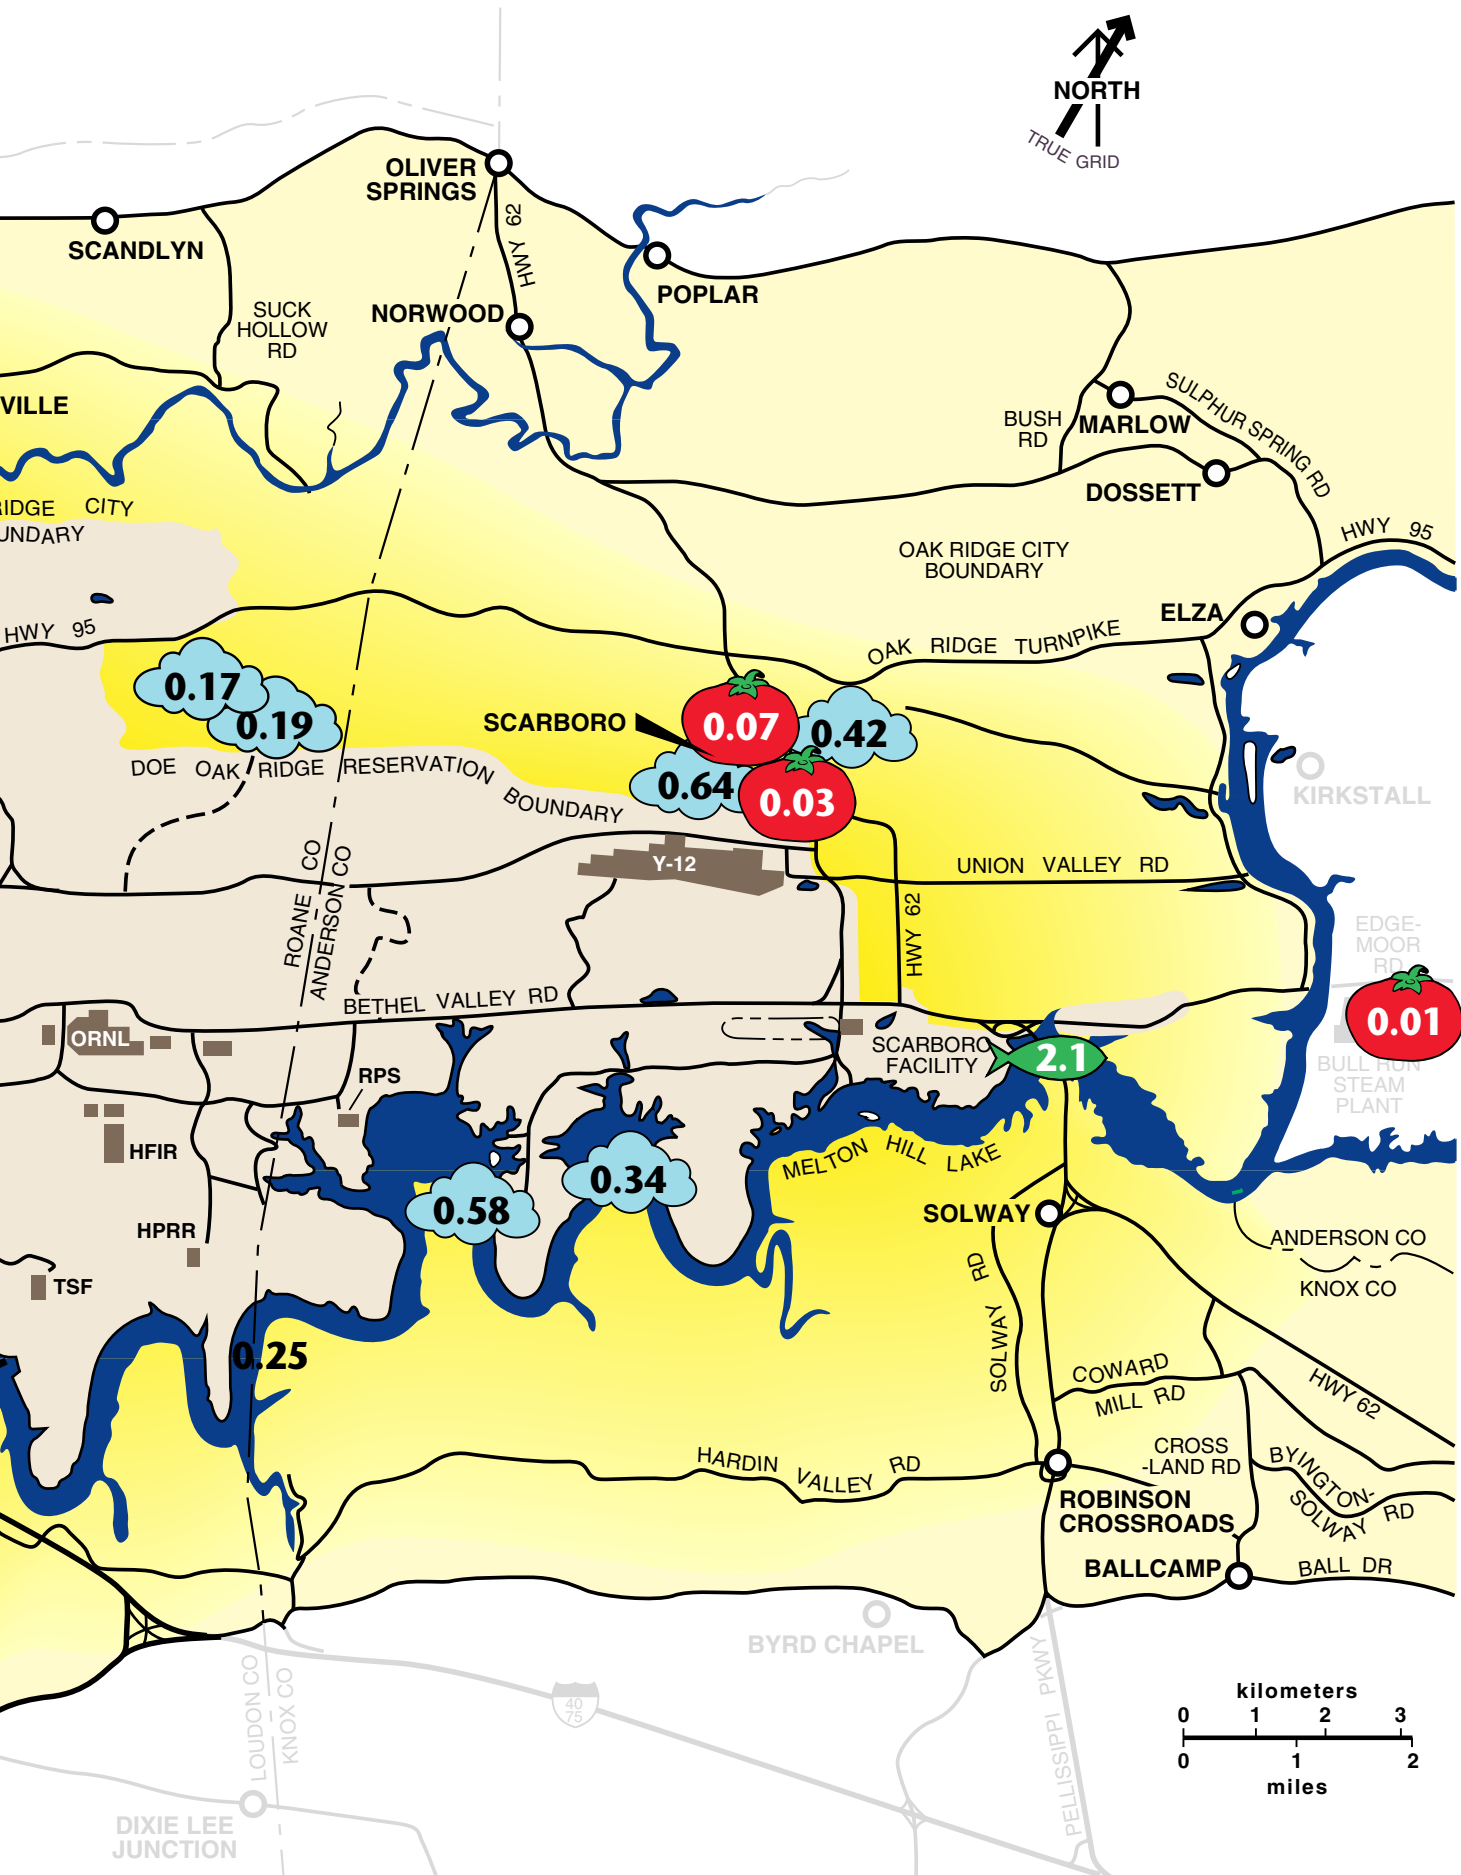 NORTH
TRUE GRID
OLIVER
SPRINGS
SCANDLYN
HWY 62
POPLAR
SUCK
HOLLOW
RD
NORWOOD
VILLE
SULPHUR SPRING RD
BUSH
RD
MARLOW
DOSSETT
RIDGE CITY
UNDARY
HWY 95
OAK RIDGE CITY
BOUNDARY
ELZA
HWY 95
OAK RIDGE TURNPIKE
0.17
0.19
SCARBORO
0.07
0.42
0.64
0.03
DOE OAK RIDGE RESERVATION BOUNDARY
KIRKSTALL
ROANE CO
ANDERSON CO
Y-12
UNION VALLEY RD
HWY 62
EDGE-
MOOR
RD
BETHEL VALLEY RD
0.01
ORNL
SCARBORO
FACILITY
2.1
BULL RUN
STEAM
PLANT
RPS
HFIR
MELTON HILL LAKE
0.34
0.58
HPRR
SOLWAY
TSF
ANDERSON CO
KNOX CO
SOLWAY RD
0.25
COWARD
MILL RD
HWY 62
HARDIN VALLEY RD
CROSS
-LAND RD
BYINGTON-
SOLWAY RD
ROBINSON
CROSSROADS
BALLCAMP
BALL DR
BYRD CHAPEL
LOUDON CO
KNOX CO
40
75
PELLISSIPPI PKWY
kilometers
0 1 2 3
0 1 2
miles
DIXIE LEE
JUNCTION